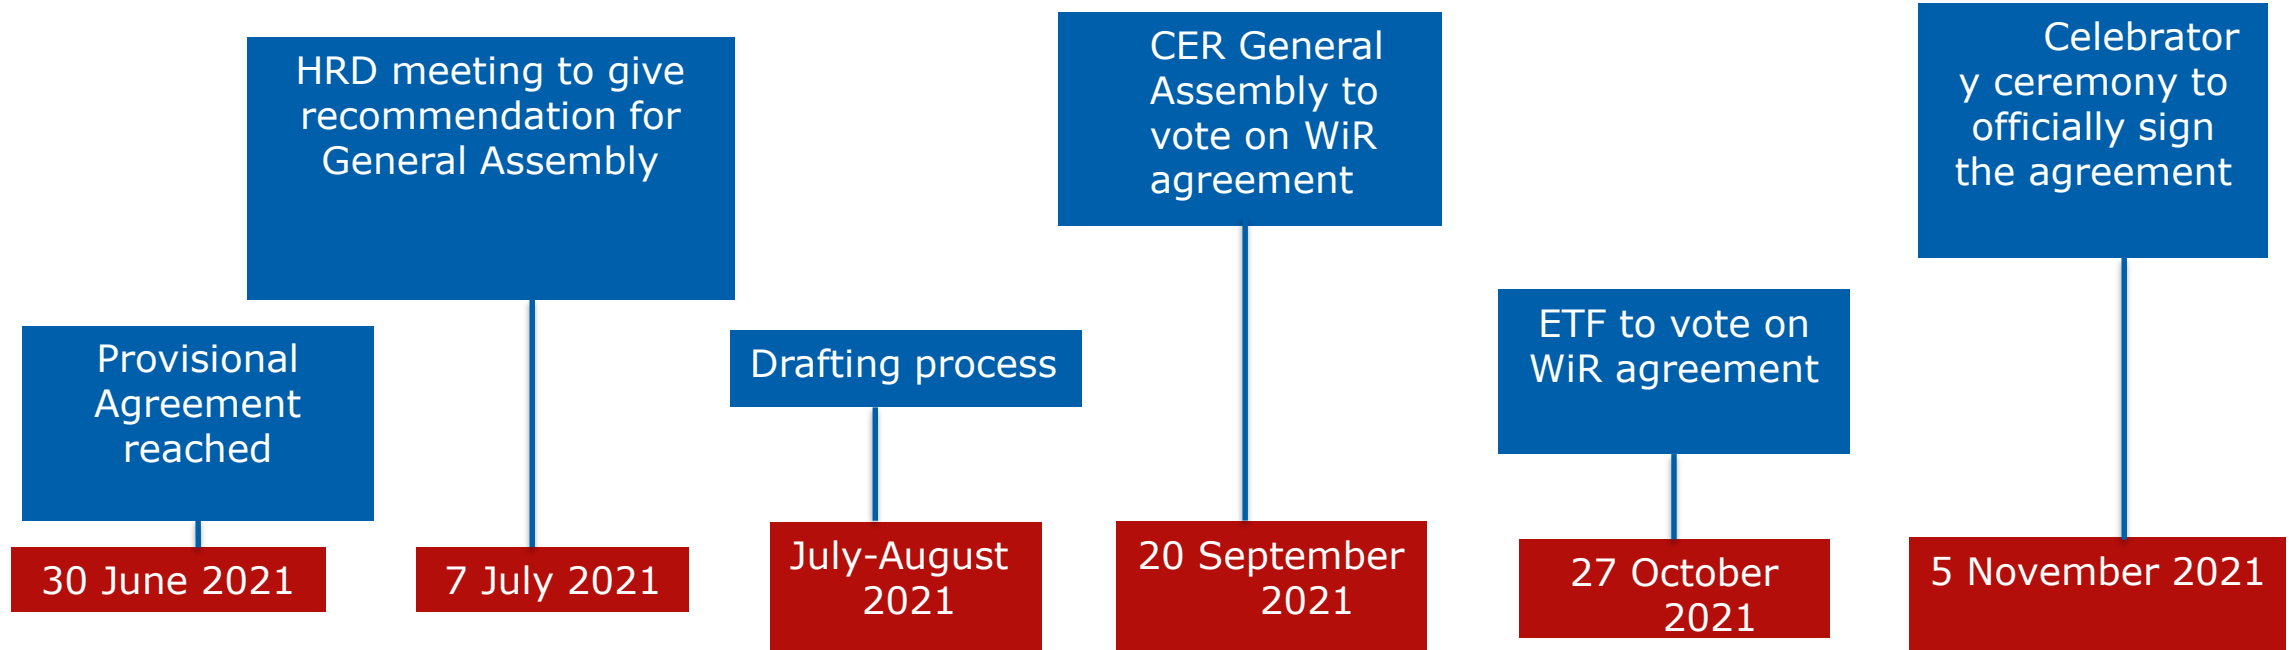 Provisional
Agreement
reached
30 June 2021
HRD meeting to give
recommendation for
General Assembly
7 July 2021
Drafting process
July-August
2021
CER General
Assembly to
vote on WiR
agreement
20 September
2021
ETF to vote on
WiR agreement
27 October
2021
Celebrator
y ceremony to
officially sign
the agreement
5 November 2021